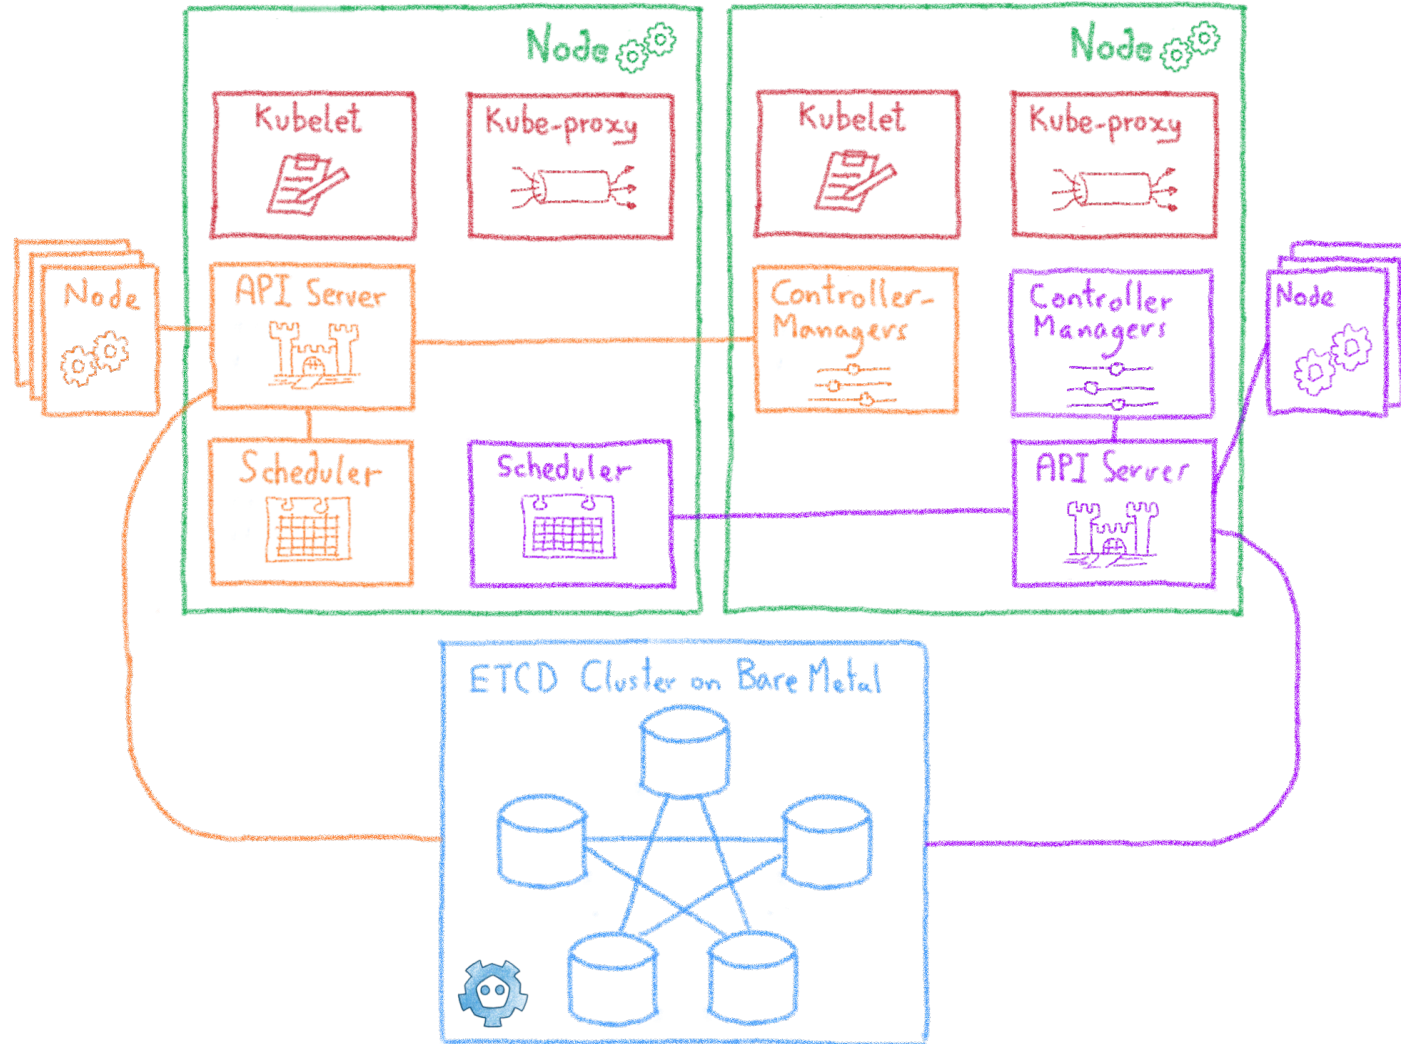 Node
Kubelet
Kube-proxy
Node
API Server
Scheduler
Scheduler
Node
Kubelet
Kube-proxy
Controller-
Managers
Controller
Managers
API Server
Node
ETCD Cluster on Bare Metal